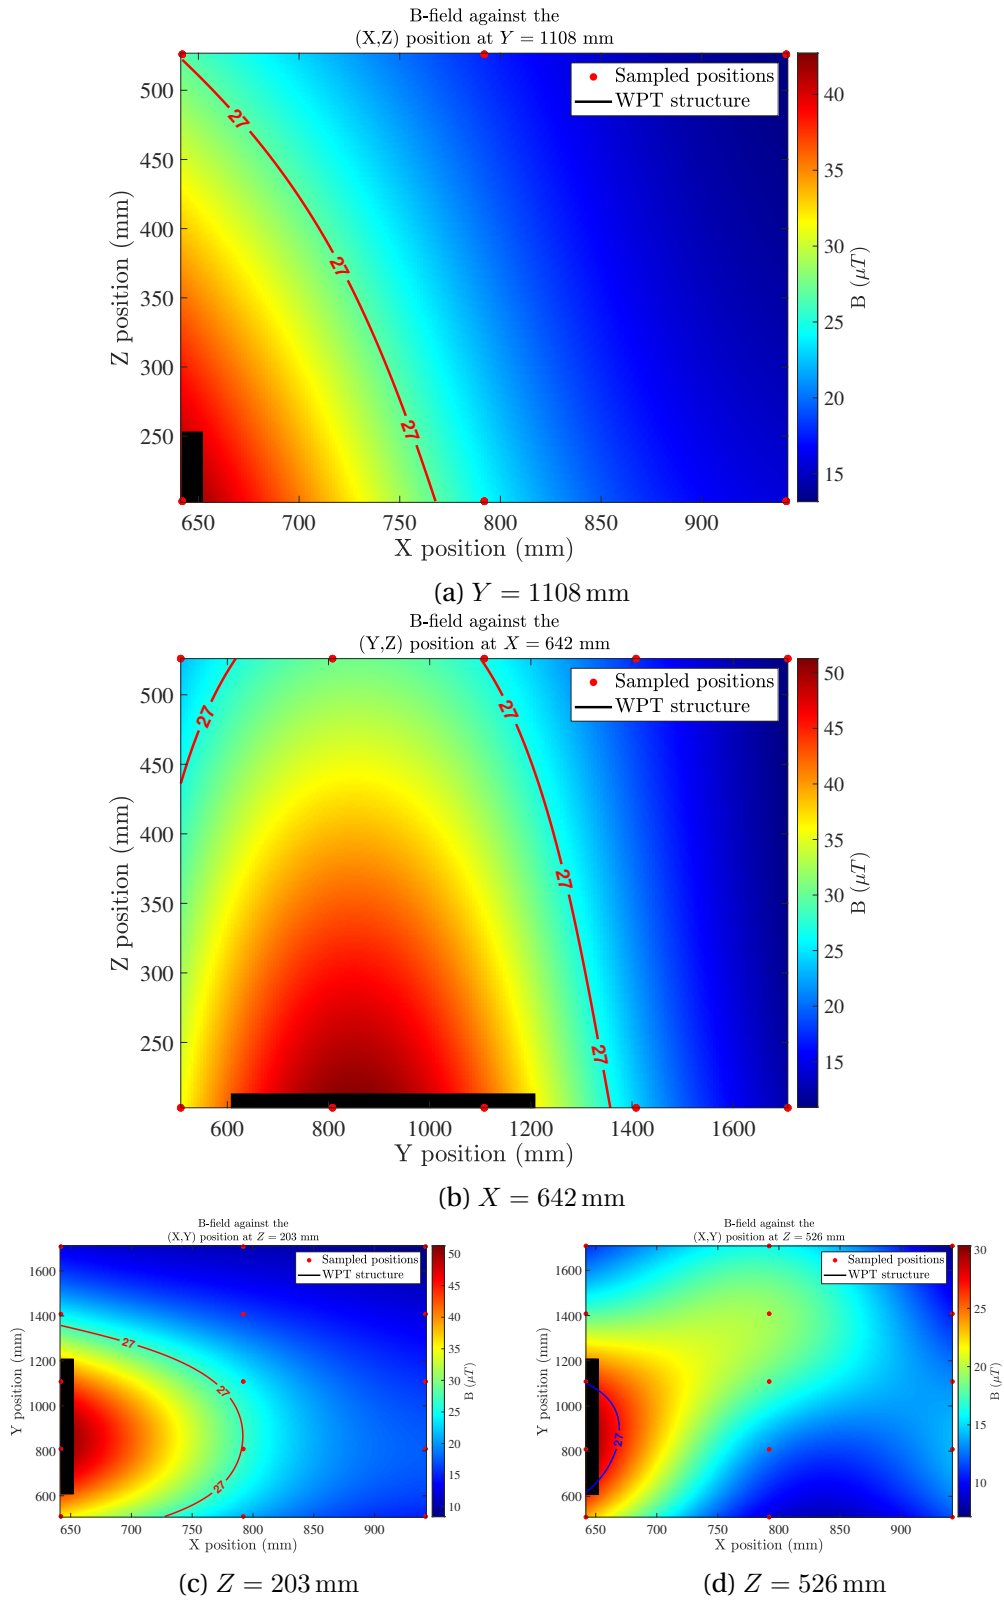 B-field against the
(X,Z) position at Y = 1108 mm
Sampled positions
WPT structure
27
27
27
500
450
400
350
300
250
Z position (mm)
650 700 750 800 850 900
X position (mm)
40
35
30
25
20
15
B (μT)
(a) Y = 1108 mm
B-field against the
(Y,Z) position at X = 642 mm
Sampled positions
WPT structure
27
27
27
27
500
450
400
350
300
250
Z position (mm)
600 800 1000 1200 1400 1600
Y position (mm)
50
45
40
35
30
25
20
15
B (μT)
(b) X = 642 mm
B-field against the
(X,Y) position at Z = 203 mm
Sampled positions
WPT structure
27
27
27
1600
1400
1200
1000
800
600
Y position (mm)
650 700 750 800 850 900
X position (mm)
50
45
40
35
30
25
20
15
10
B (μT)
(c) Z = 203 mm
B-field against the
(X,Y) position at Z = 526 mm
Sampled positions
WPT structure
27
1600
1400
1200
1000
800
600
Y position (mm)
650 700 750 800 850 900
X position (mm)
30
25
20
15
10
B (μT)
(d) Z = 526 mm